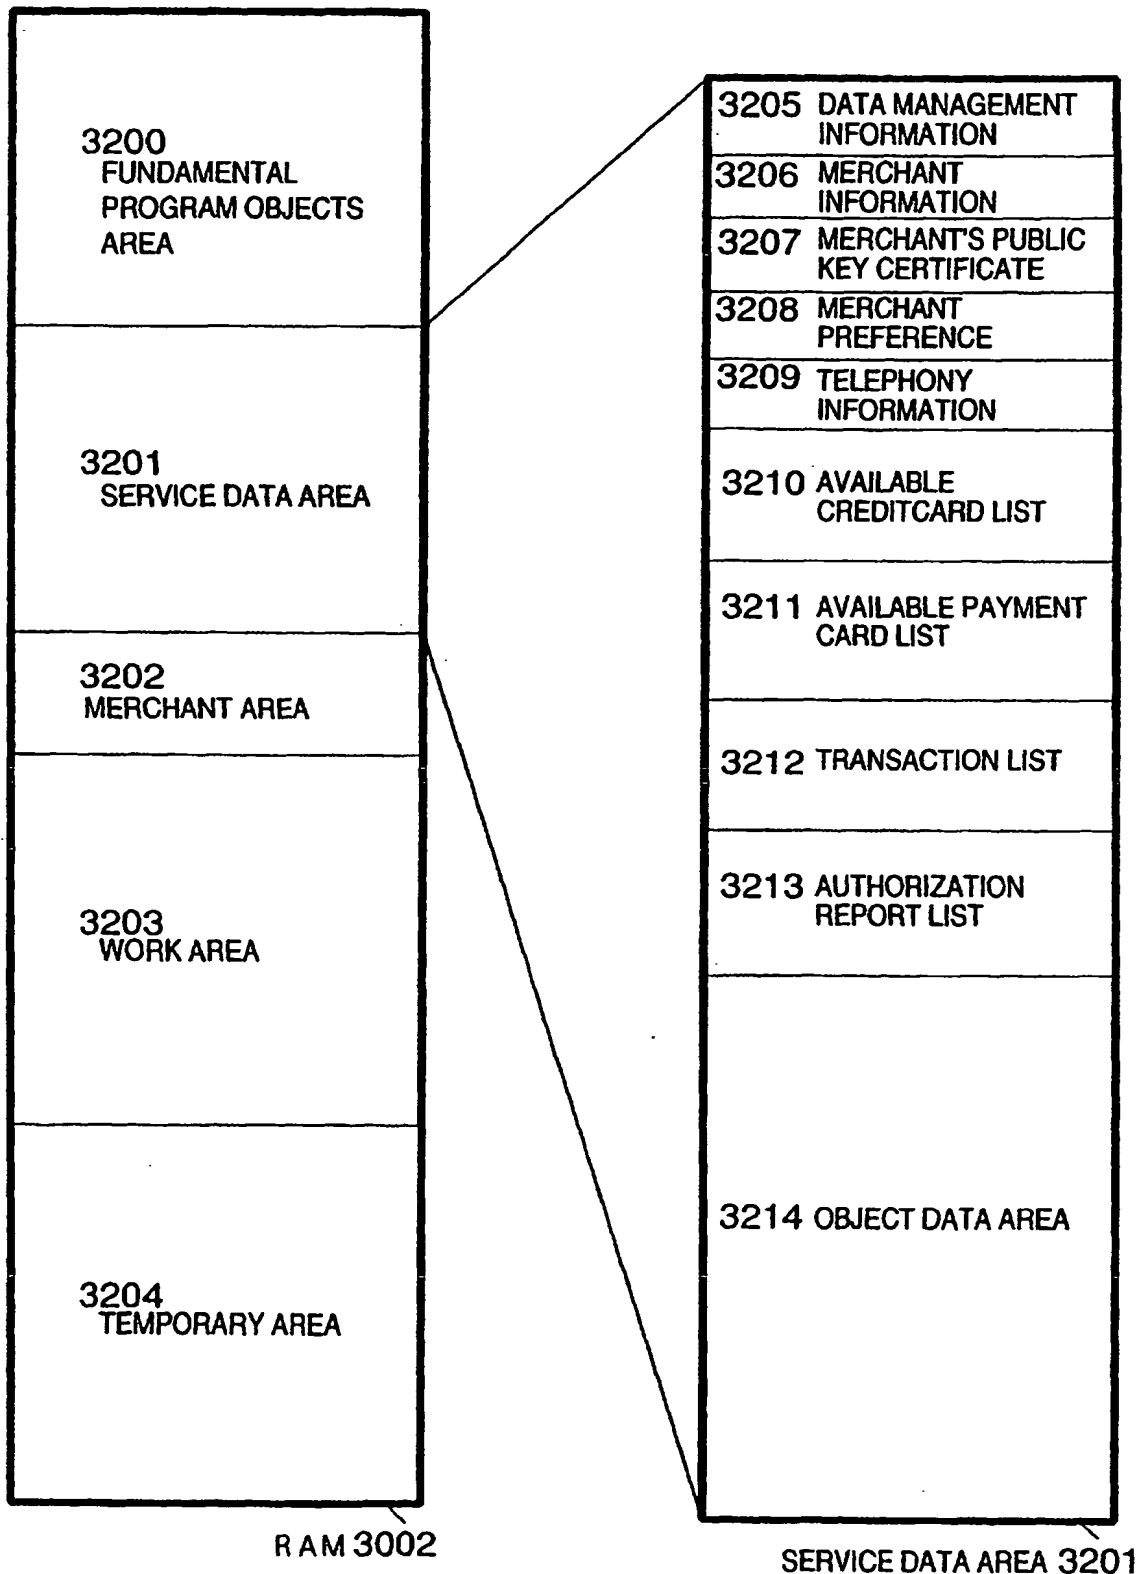 3200
FUNDAMENTAL
PROGRAM OBJECTS
AREA
3201
SERVICE DATA AREA
3202
MERCHANT AREA
3203
WORK AREA
3204
TEMPORARY AREA
RAM 3002
3205 DATA MANAGEMENT
INFORMATION
3206 MERCHANT
INFORMATION
3207 MERCHANT'S PUBLIC
KEY CERTIFICATE
3208 MERCHANT
PREFERENCE
3209 TELEPHONY
INFORMATION
3210 AVAILABLE
CREDITCARD LIST
3211 AVAILABLE PAYMENT
CARD LIST
3212 TRANSACTION LIST
3213 AUTHORIZATION
REPORT LIST
3214 OBJECT DATA AREA
SERVICE DATA AREA 3201